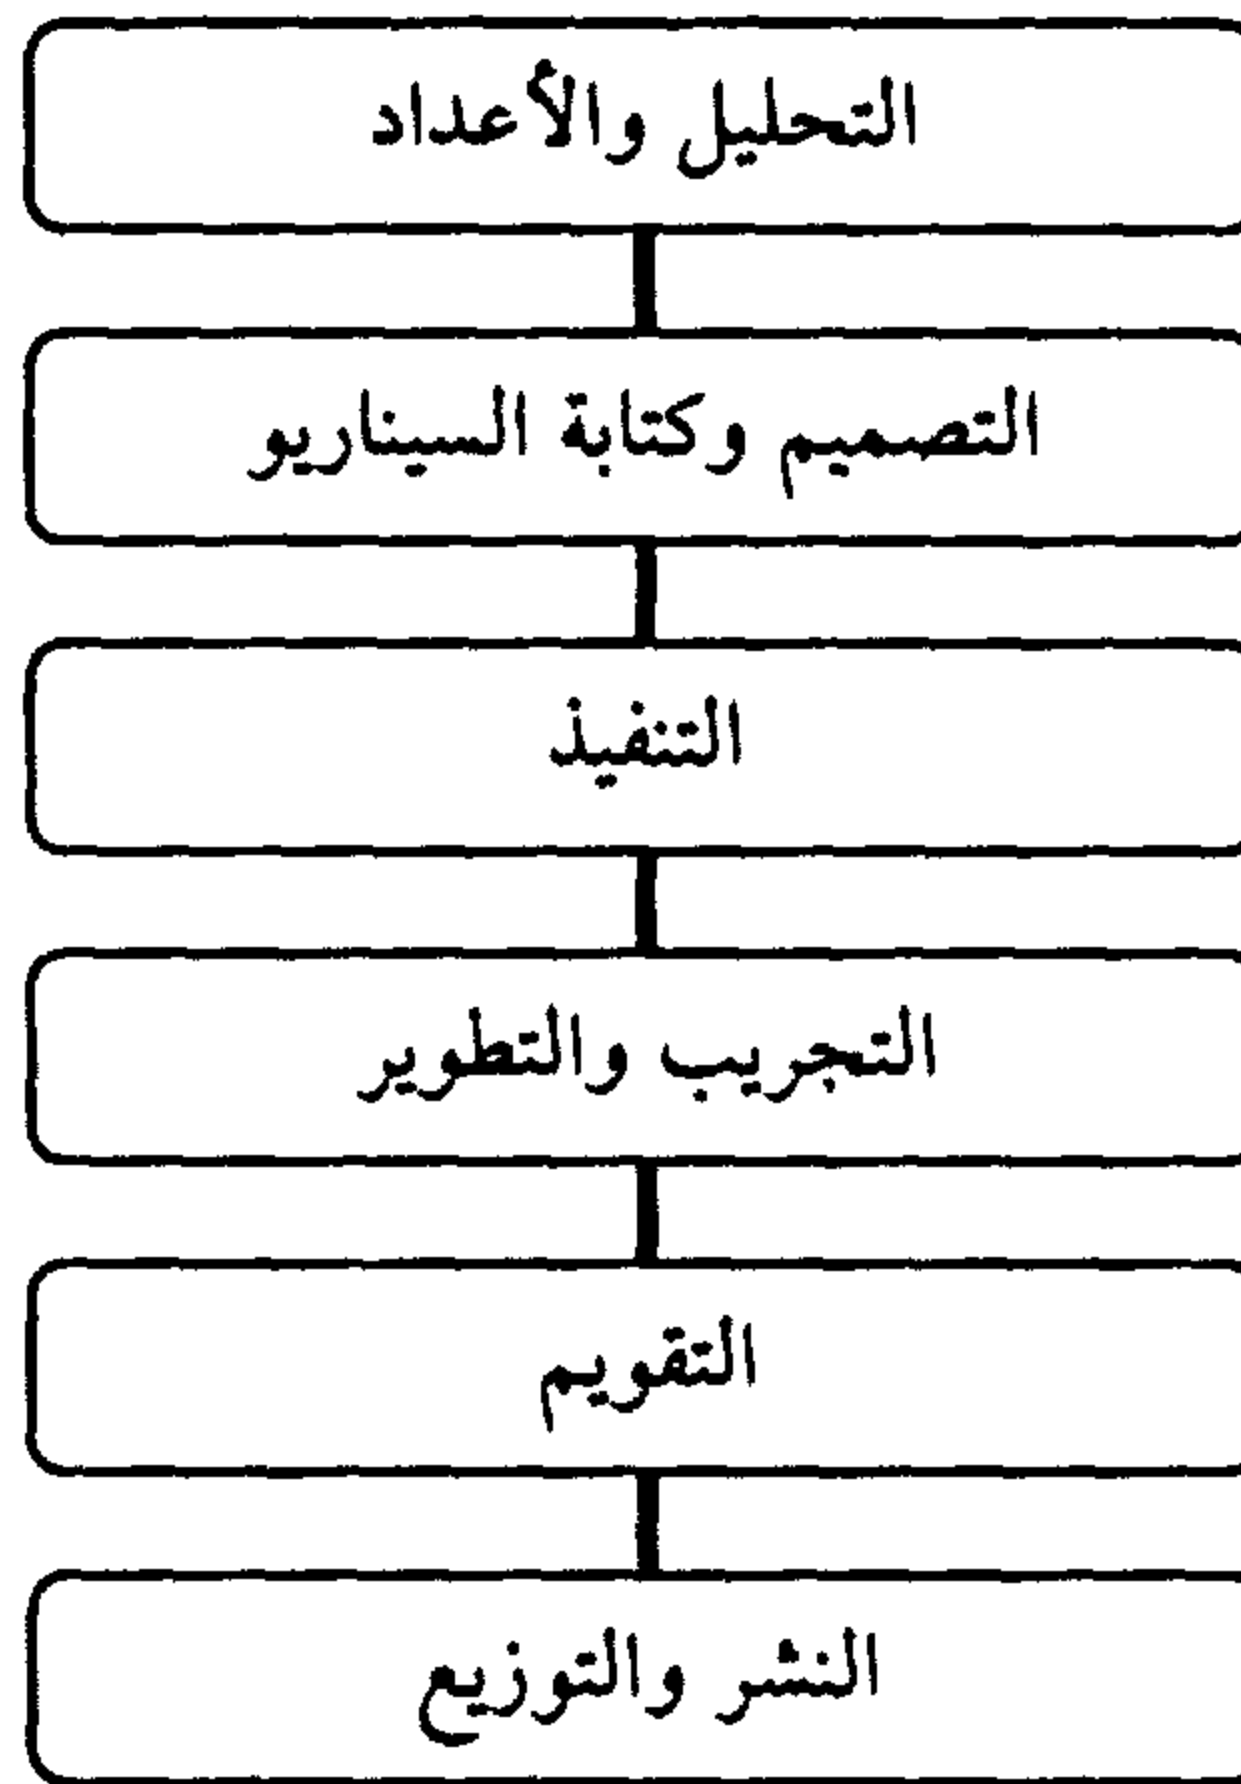 التحليل والأعداد
التصميم وكتابة السيناريو
التنفيذ
التجريب والتطوير
التقويم
النشر والتوزيع